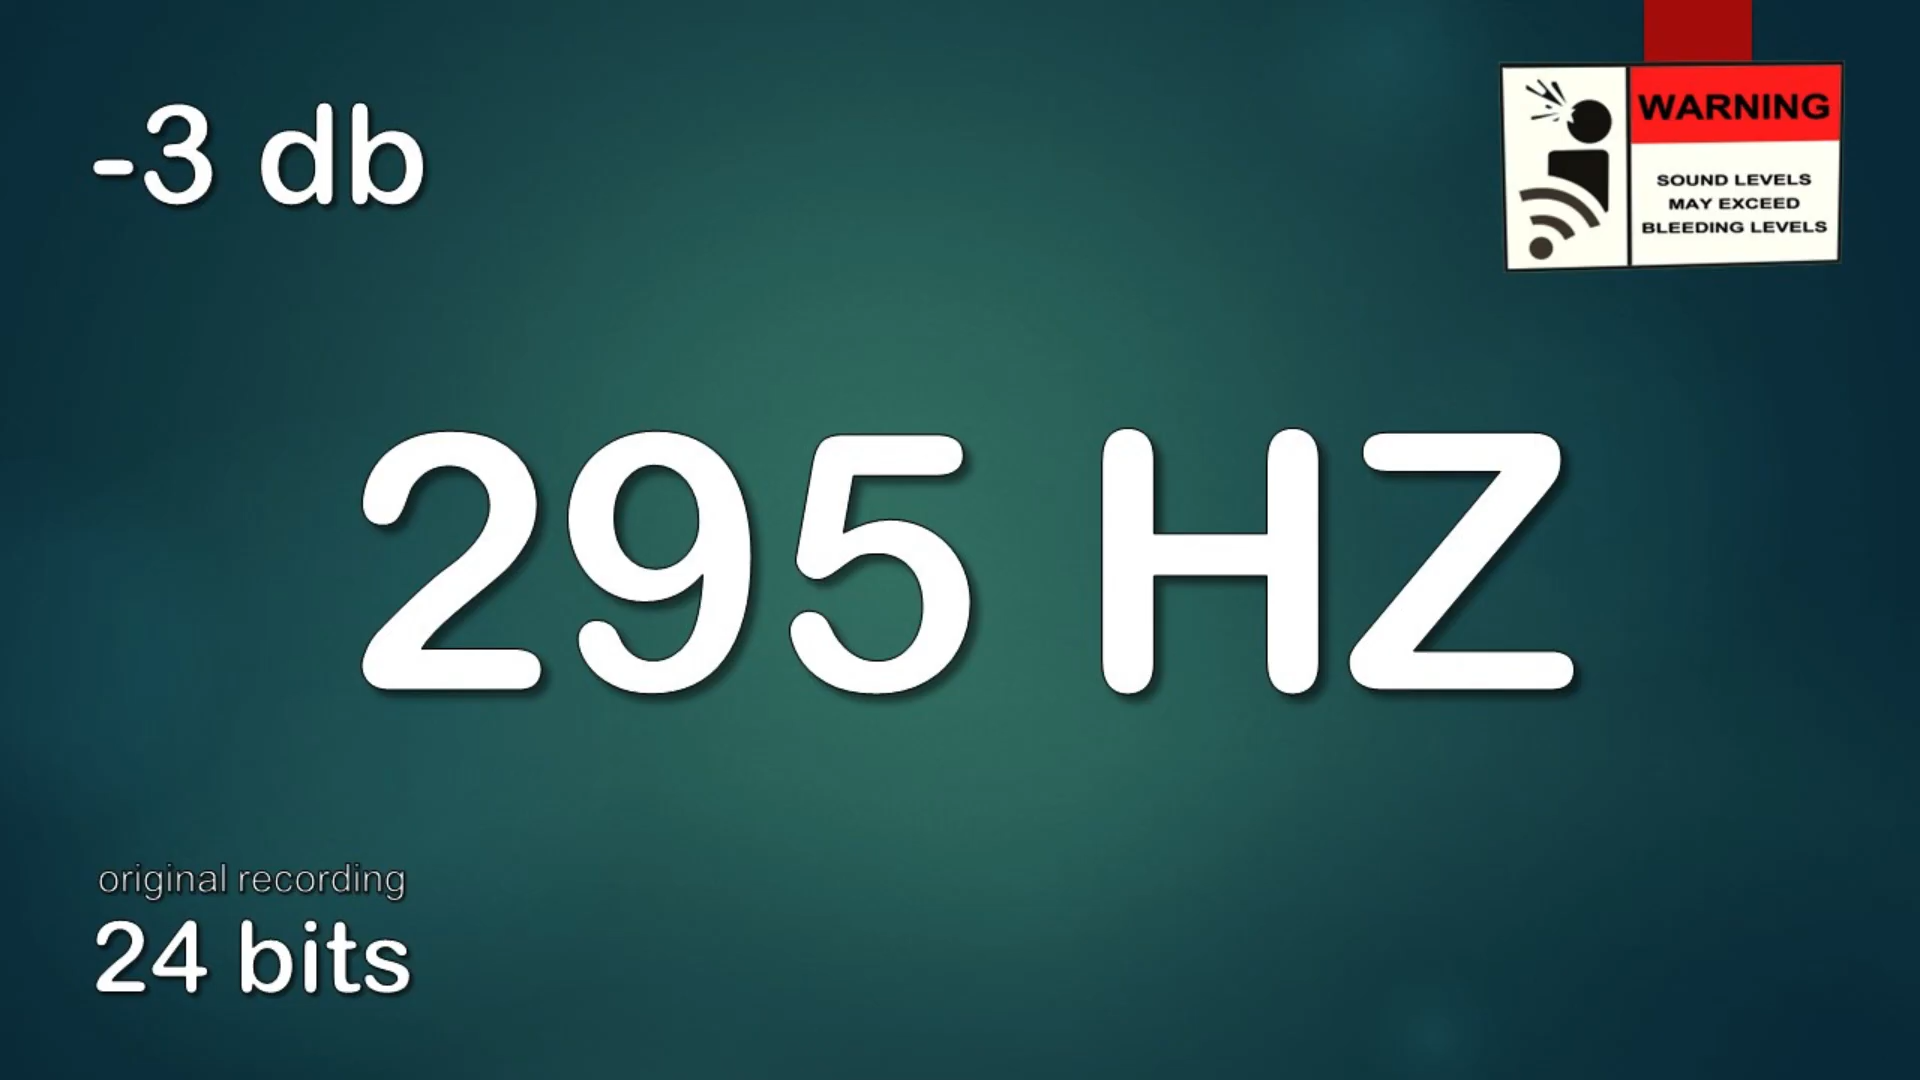 -3 db
WARNING
SOUND LEVELS
MAY EXCEED
BLEEDING LEVELS
295 HZ
original recording
24 bits